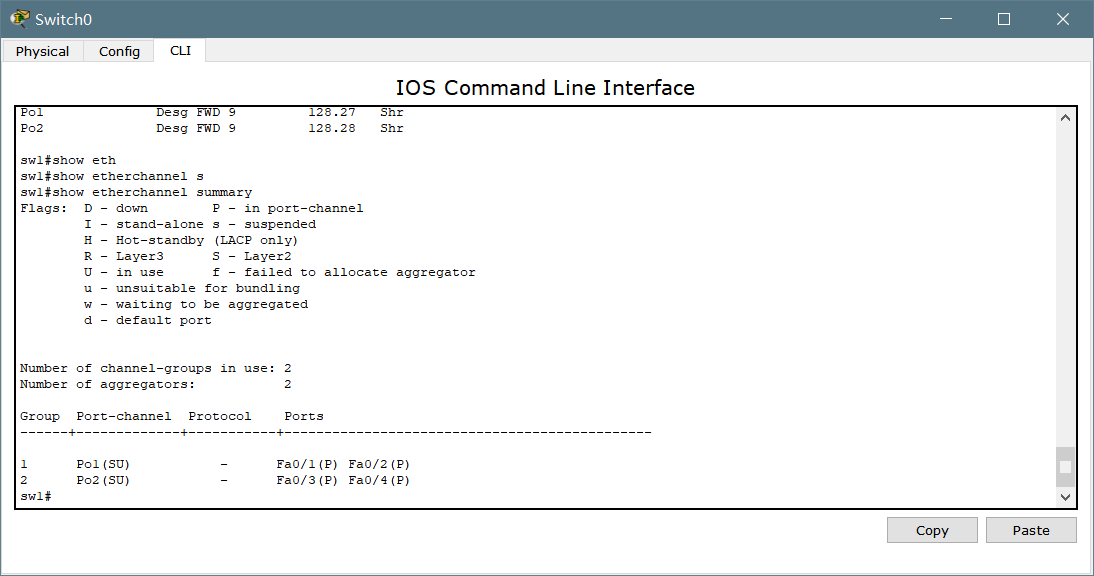 Switch0
Physical Config CLI
IOS Command Line Interface
Po1 Desg FWD 9 128.27 Shr
Po2 Desg FWD 9 128.28 Shr
sw1#show eth
sw1#show etherchannel s
sw1#show etherchannel summary
Flags: D - down P - in port-channel
I - stand-alone s - suspended
H - Hot-standby (LACP only)
R - Layer3 S - Layer2
U - in use f - failed to allocate aggregator
u - unsuitable for bundling
w - waiting to be aggregated
d - default port
Number of channel-groups in use: 2
Number of aggregators: 2
Group Port-channel Protocol Ports
------+-------------+-----------+----------------------------------------------
1 Po1(SU) - Fa0/1(P) Fa0/2(P)
2 Po2(SU) - Fa0/3(P) Fa0/4(P)
sw1#
Copy Paste